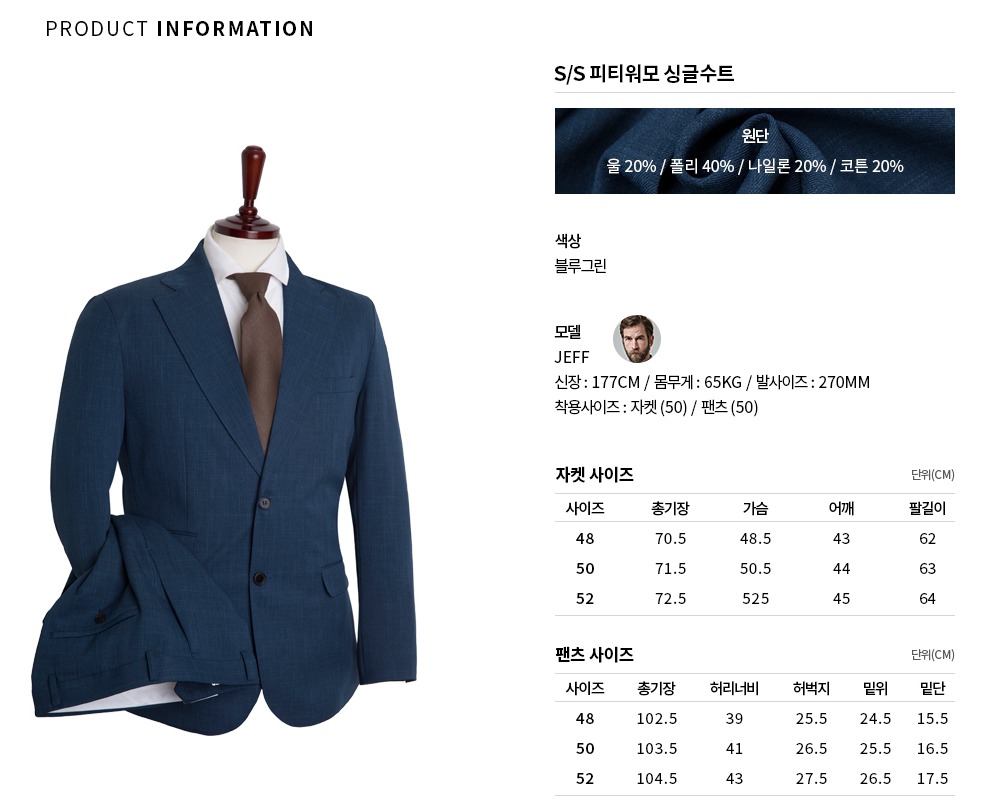 PRODUCT INFORMATION
S/S 피티워모 싱글수트
원단
울 20% / 폴리 40% / 나일론 20% / 코튼 20%
색상
블루그린
모델
JEFF
신장 : 177CM / 몸무게 : 65KG / 발사이즈 : 270MM
착용사이즈 : 자켓 (50) / 팬츠 (50)
자켓 사이즈 단위(CM)
사이즈 총기장 가슴 어깨 팔길이
48 70.5 48.5 43 62
50 71.5 50.5 44 63
52 72.5 525 45 64
팬츠 사이즈 단위(CM)
사이즈 총기장 허리너비 허벅지 밑위 밑단
48 102.5 39 25.5 24.5 15.5
50 103.5 41 26.5 25.5 16.5
52 104.5 43 27.5 26.5 17.5